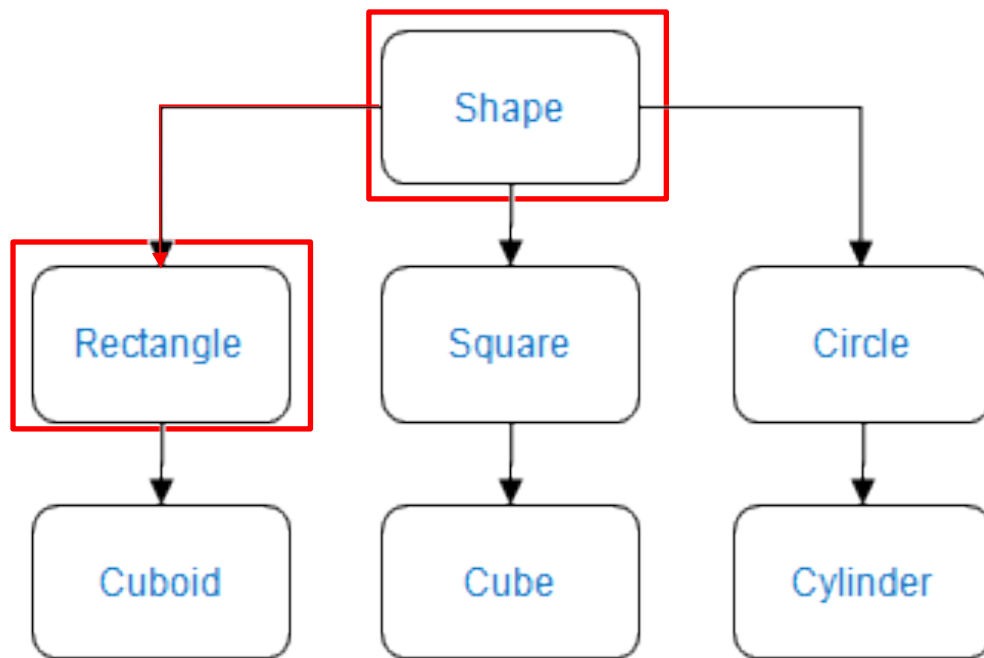 Shape
Rectangle
Square
Circle
Cuboid
Cube
Cylinder